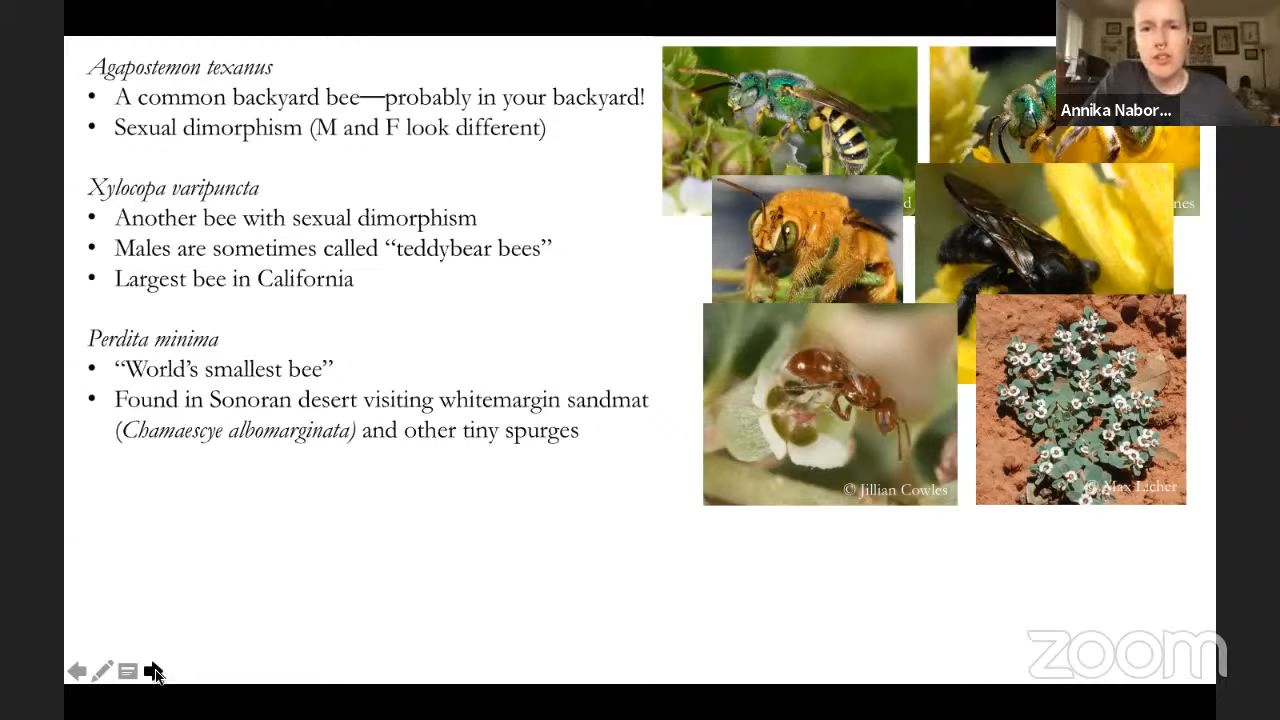 Agapostemon texanus
• A common backyard bee—probably in your backyard!
• Sexual dimorphism (M and F look different)
Xylocopa varipuncta
• Another bee with sexual dimorphism
• Males are sometimes called “teddybear bees”
• Largest bee in California
Perdita minima
• “World’s smallest bee”
• Found in Sonoran desert visiting whitemargin sandmat
(Chamaescye albomarginata) and other tiny spurges
Annika Nabor...
d
nes
© Jillian Cowles
© Max Licher
zoom